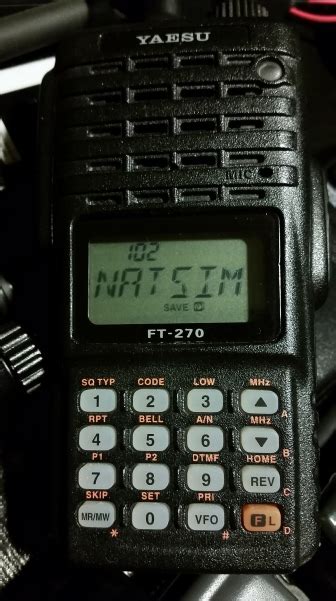 YAESU
MIC
102
NATSIM
SAVE
FT-270
SQ TYP CODE LOW MHz
1 2 3 ▲ A
RPT BELL A/N MHz
4 5 6 ▼ B
P1 P2 DTMF HOME
7 8 9 REV C
SKIP SET PRI
MR/MW 0 VFO F L D
* #